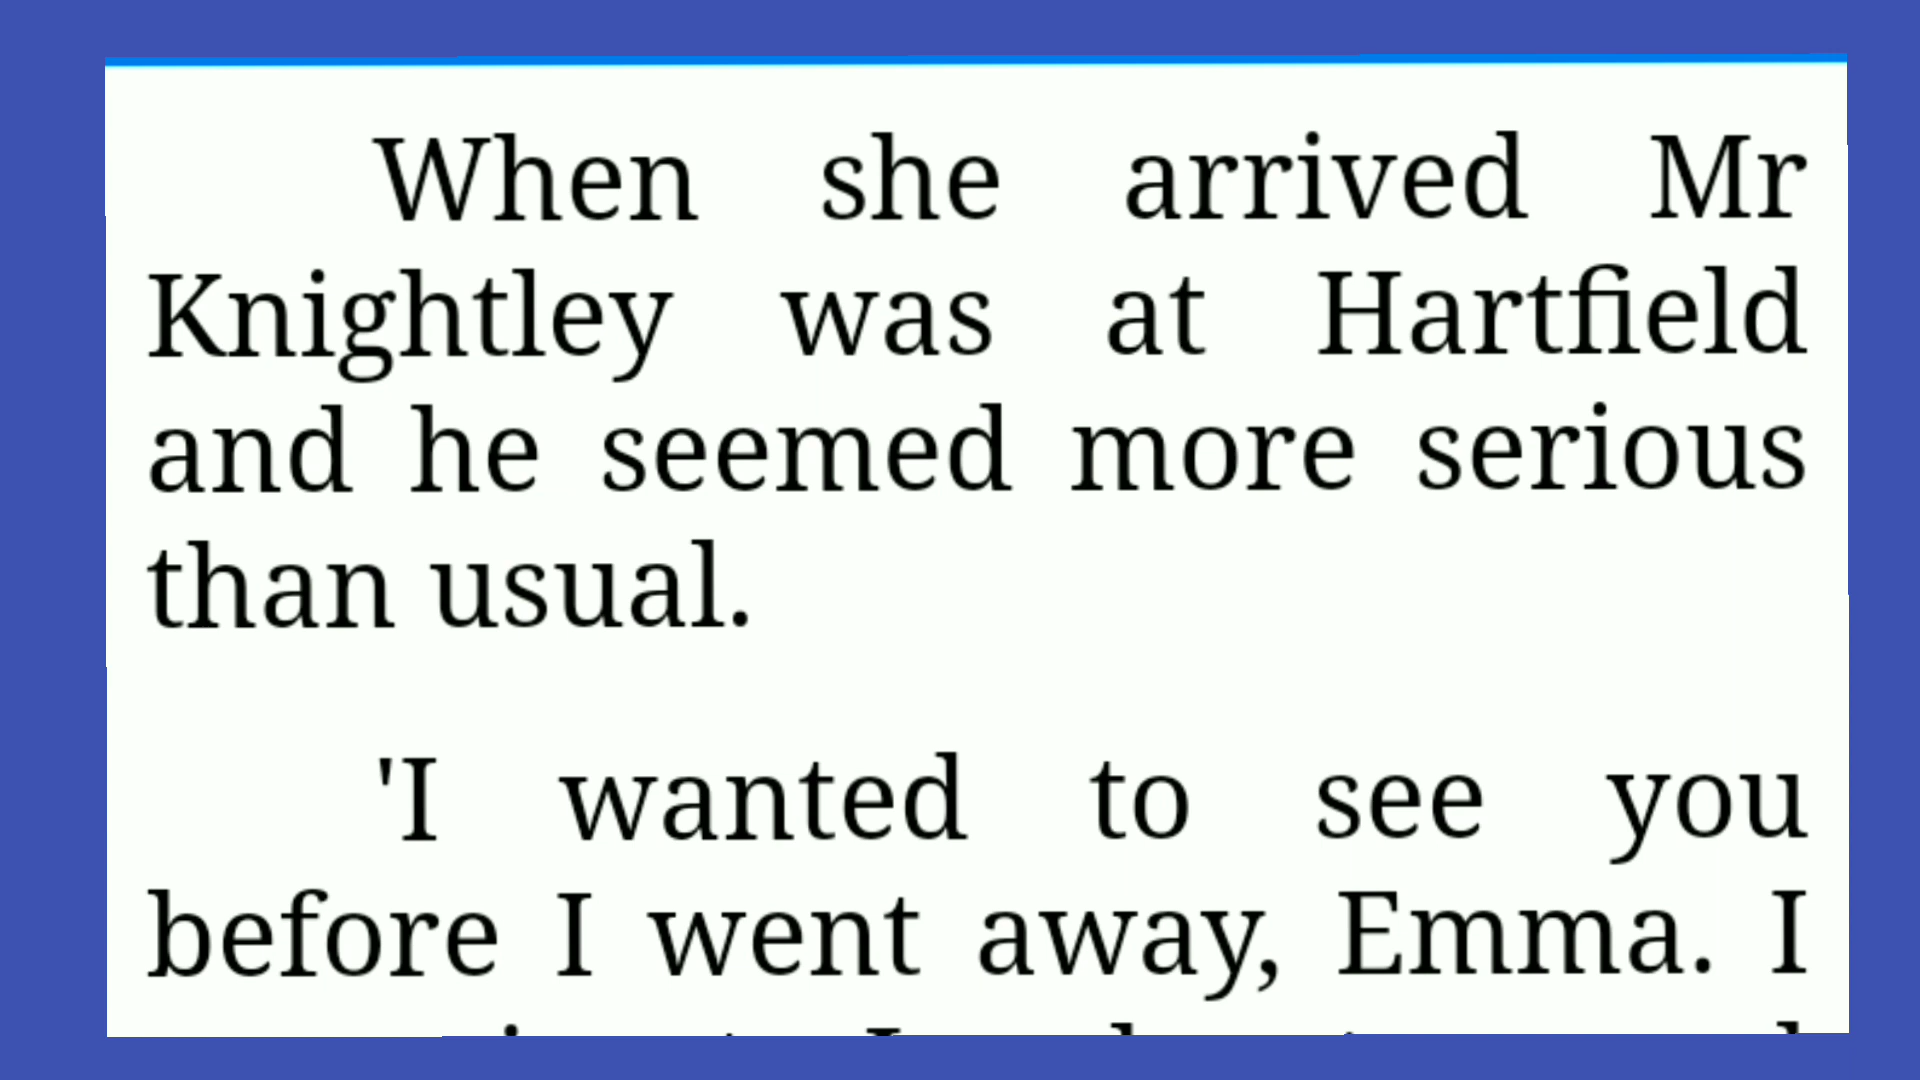 When she arrived Mr
Knightley was at Hartfield
and he seemed more serious
than usual.
'I wanted to see you
before I went away, Emma. I